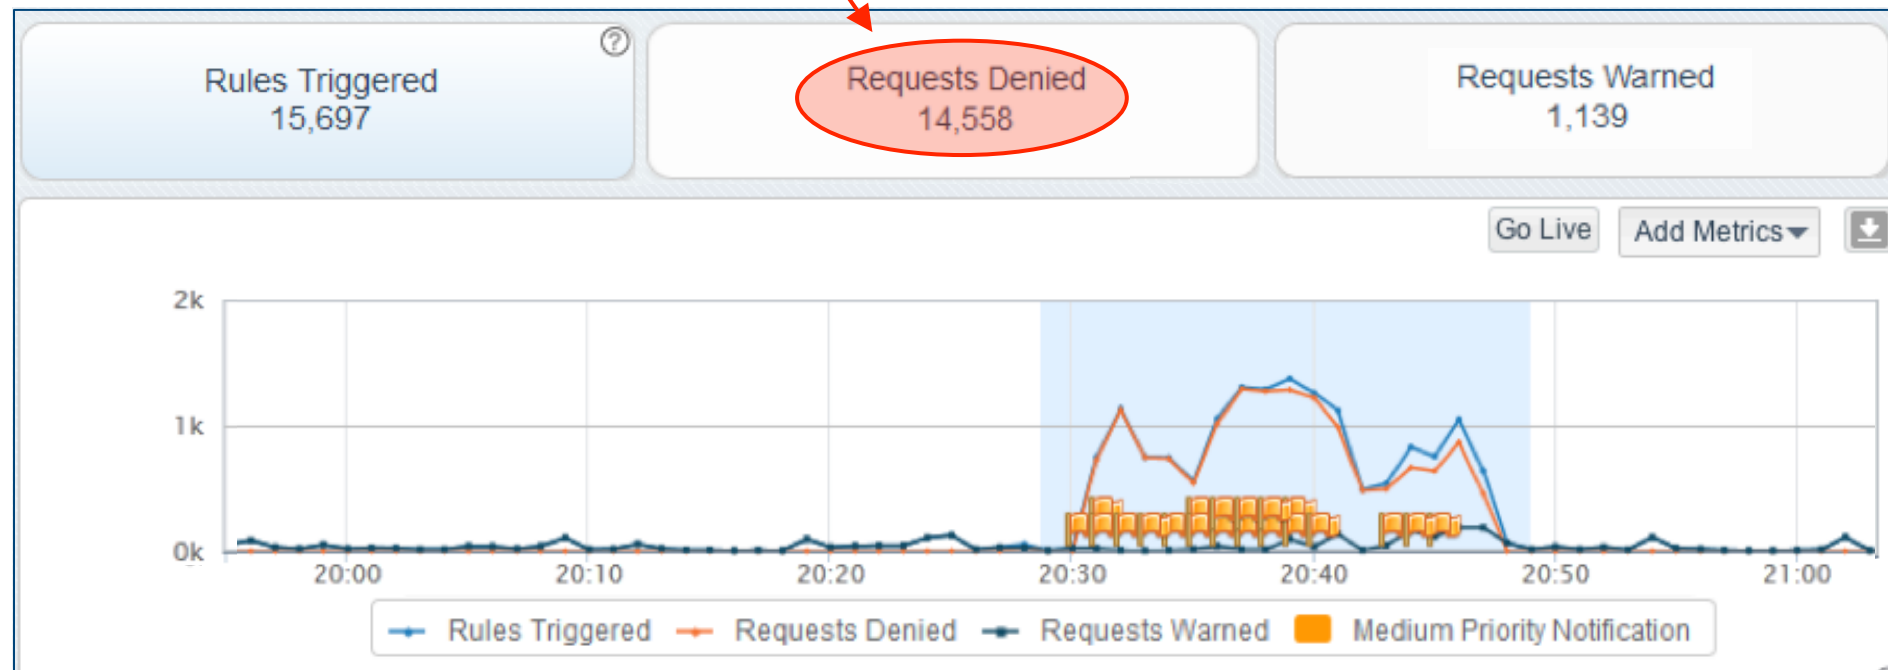 Rules Triggered
15,697
?
Requests Denied
14,558
Requests Warned
1,139
Go Live
Add Metrics
2k
1k
0k
20:00 20:10 20:20 20:30 20:40 20:50 21:00
Rules Triggered Requests Denied Requests Warned Medium Priority Notification